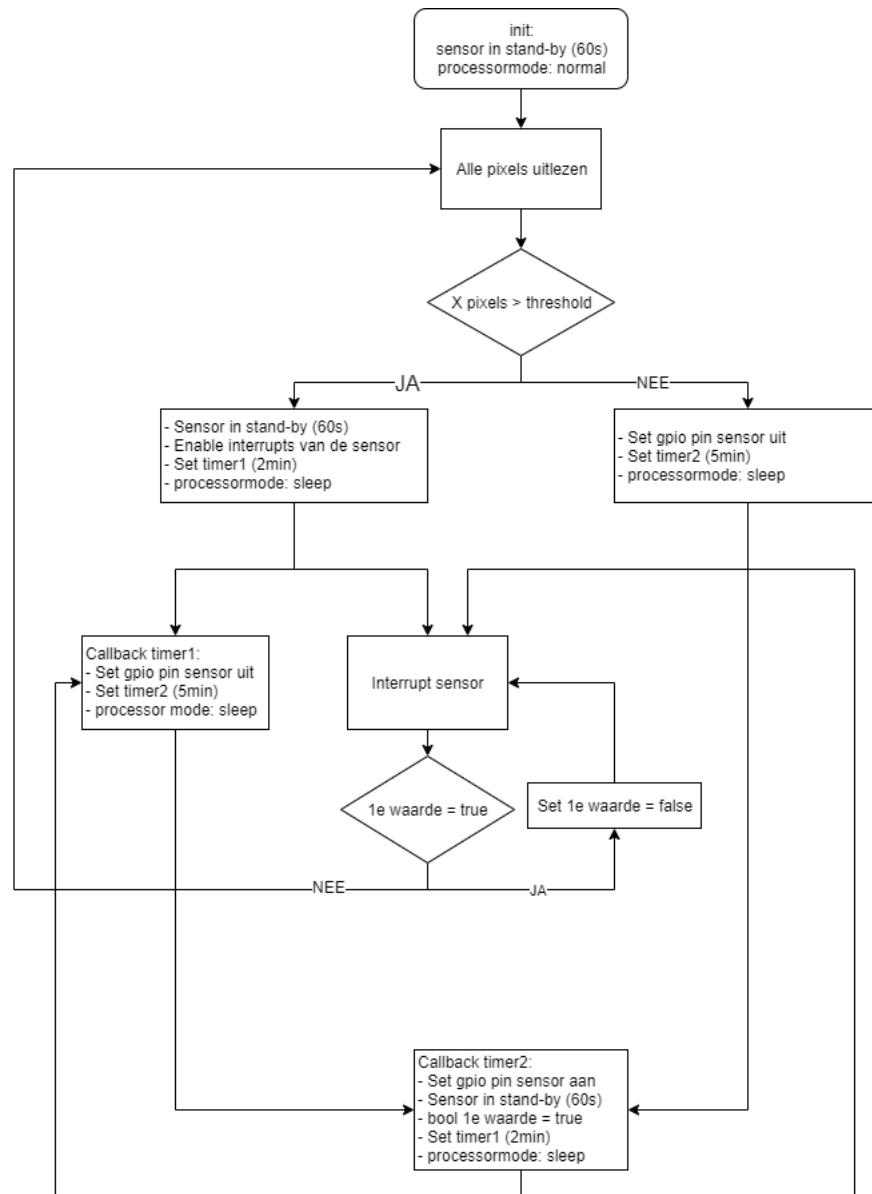 init:
sensor in stand-by (60s)
processormode: normal
Alle pixels uitlezen
X pixels > threshold
JA
NEE
- Sensor in stand-by (60s)
- Enable interrupts van de sensor
- Set timer1 (2min)
- processormode: sleep
- Set gpio pin sensor uit
- Set timer2 (5min)
- processormode: sleep
Callback timer1:
- Set gpio pin sensor uit
- Set timer2 (5min)
- processor mode: sleep
Interrupt sensor
1e waarde = true
Set 1e waarde = false
NEE
JA
Callback timer2:
- Set gpio pin sensor aan
- Sensor in stand-by (60s)
- bool 1e waarde = true
- Set timer1 (2min)
- processormode: sleep